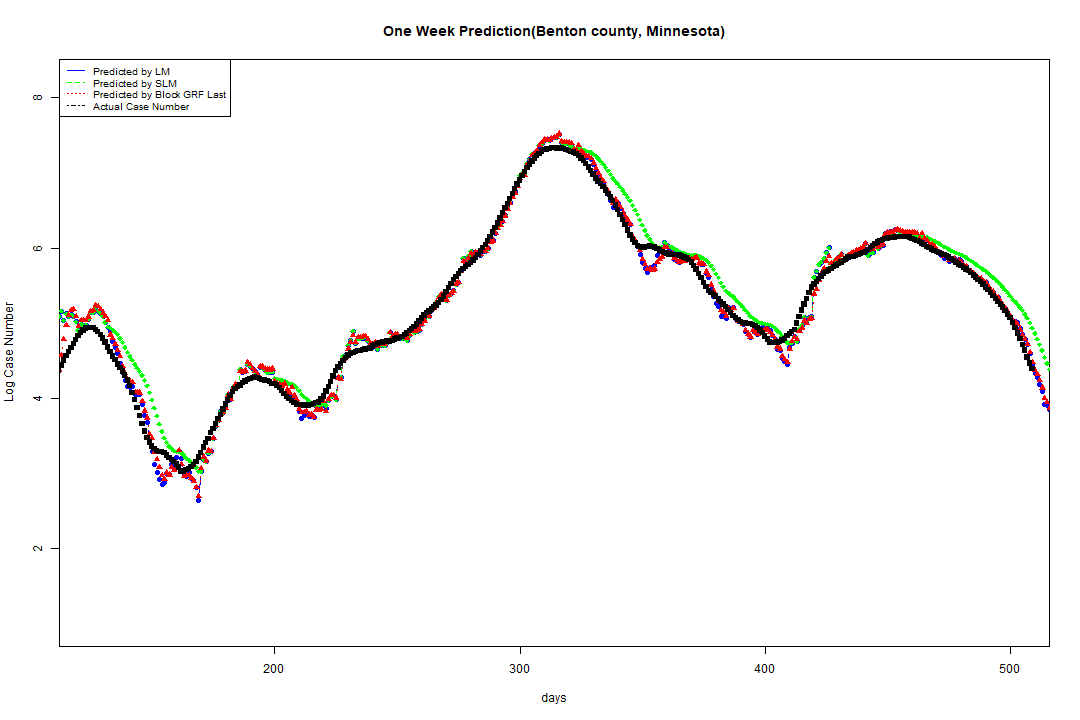 One Week Prediction(Benton county, Minnesota)
Predicted by LM
Predicted by SLM
Predicted by Block GRF Last
Actual Case Number
8
6
4
2
Log Case Number
200 300 400 500
days